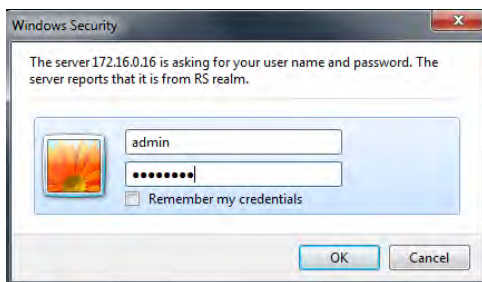 Windows Security
The server 172.16.0.16 is asking for your user name and password. The
server reports that it is from RS realm.
admin
●●●●●●●●
Remember my credentials
OK
Cancel